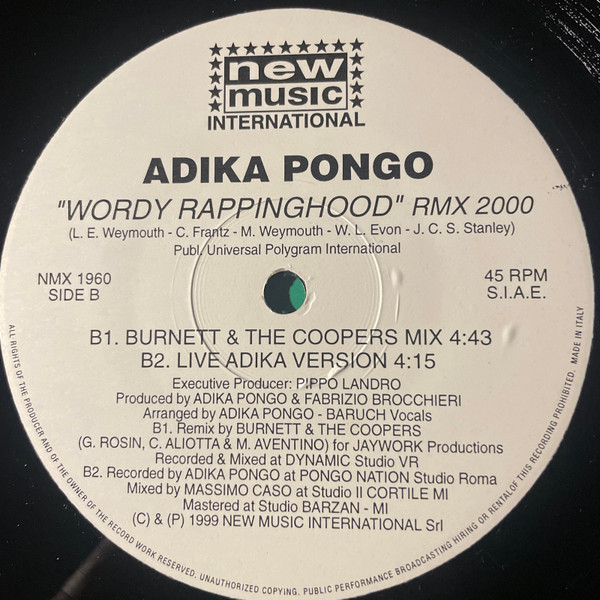 new
music
INTERNATIONAL
ADIKA PONGO
"WORDY RAPPINGHOOD" RMX 2000
(L. E. Weymouth - C. Frantz - M. Weymouth - W. L. Evon - J. C. S. Stanley)
Publ. Universal Polygram International
NMX 1960
SIDE B
45 RPM
S.I.A.E.
B1. BURNETT & THE COOPERS MIX 4:43
B2. LIVE ADIKA VERSION 4:15
Executive Producer: PIPPO LANDRO
Produced by ADIKA PONGO & FABRIZIO BROCCHIERI
Arranged by ADIKA PONGO - BARUCH Vocals
B1. Remix by BURNETT & THE COOPERS
(G. ROSIN, C. ALIOTTA & M. AVENTINO) for JAYWORK Productions
Recorded & Mixed at DYNAMIC Studio VR
B2. Recorded by ADIKA PONGO at PONGO NATION Studio Roma
Mixed by MASSIMO CASO at Studio II CORTILE MI
Mastered at Studio BARZAN - MI
(C) & (P) 1999 NEW MUSIC INTERNATIONAL Srl
ALL RIGHTS OF THE PRODUCER AND OF THE OWNER OF THE RECORD WORK RESERVED. UNAUTHORIZED COPYING, PUBLIC PERFORMANCE BROADCASTING HIRING OR RENTAL OF THIS RECORDING PROHIBITED. MADE IN ITALY